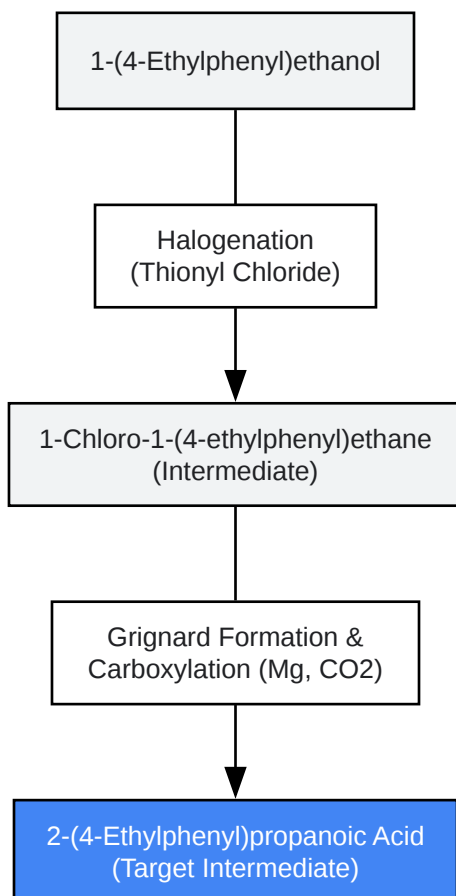 1-(4-Ethylphenyl)ethanol
Halogenation
(Thionyl Chloride)
1-Chloro-1-(4-ethylphenyl)ethane
(Intermediate)
Grignard Formation &
Carboxylation (Mg, CO2)
2-(4-Ethylphenyl)propanoic Acid
(Target Intermediate)